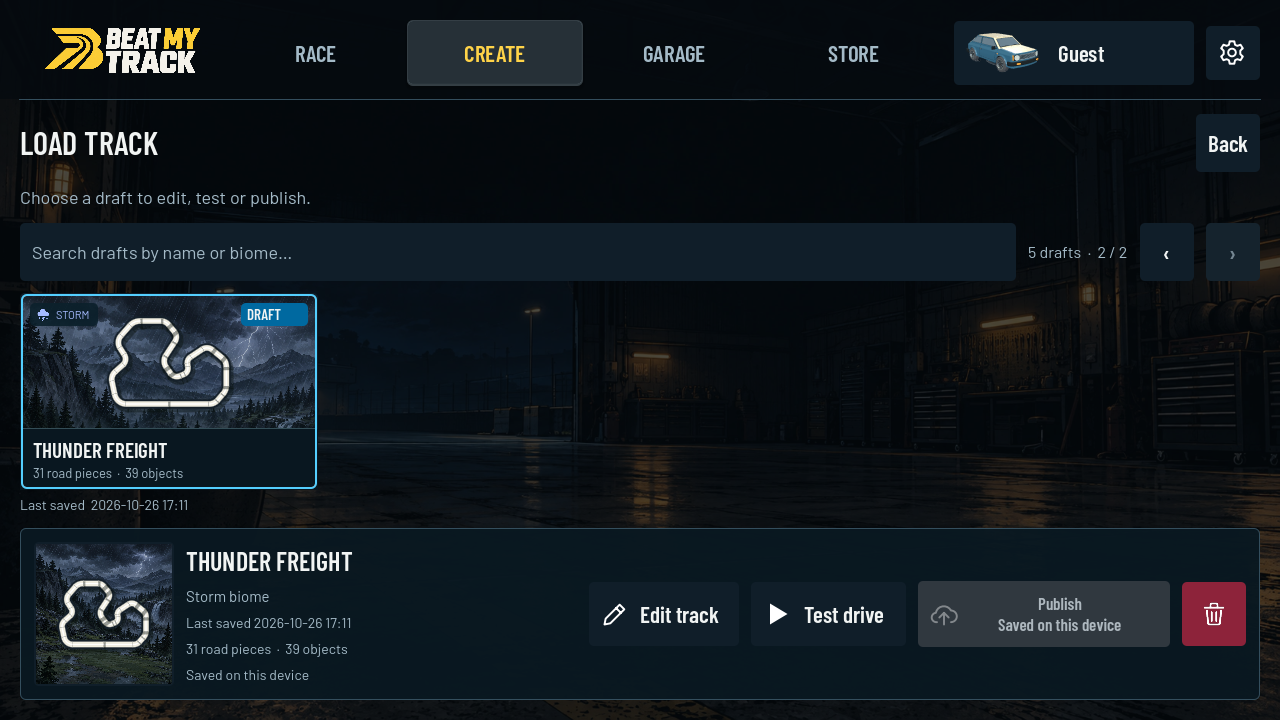 BEAT MY
TRACK
RACE
CREATE
GARAGE
STORE
Guest
LOAD TRACK
Back
Choose a draft to edit, test or publish.
Search drafts by name or biome...
5 drafts · 2 / 2
‹
›
STORM
DRAFT
THUNDER FREIGHT
31 road pieces · 39 objects
Last saved 2026-10-26 17:11
THUNDER FREIGHT
Storm biome
Last saved 2026-10-26 17:11
31 road pieces · 39 objects
Saved on this device
Edit track
Test drive
Publish
Saved on this device